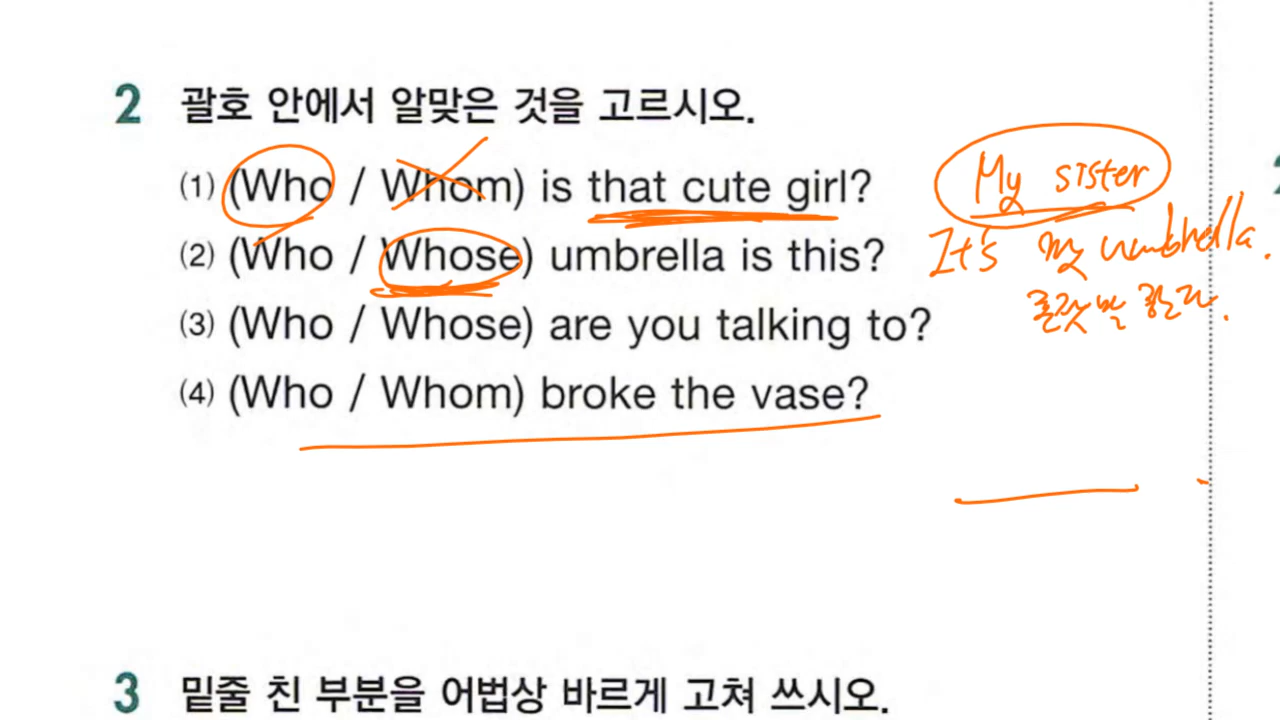 2 괄호 안에서 알맞은 것을 고르시오.
(1) (Who / Whom) is that cute girl?
My sister
(2) (Who / Whose) umbrella is this?
It's my umbrella.
(3) (Who / Whose) are you talking to?
(4) (Who / Whom) broke the vase?
3 밑줄 친 부분을 어법상 바르게 고쳐 쓰시오.